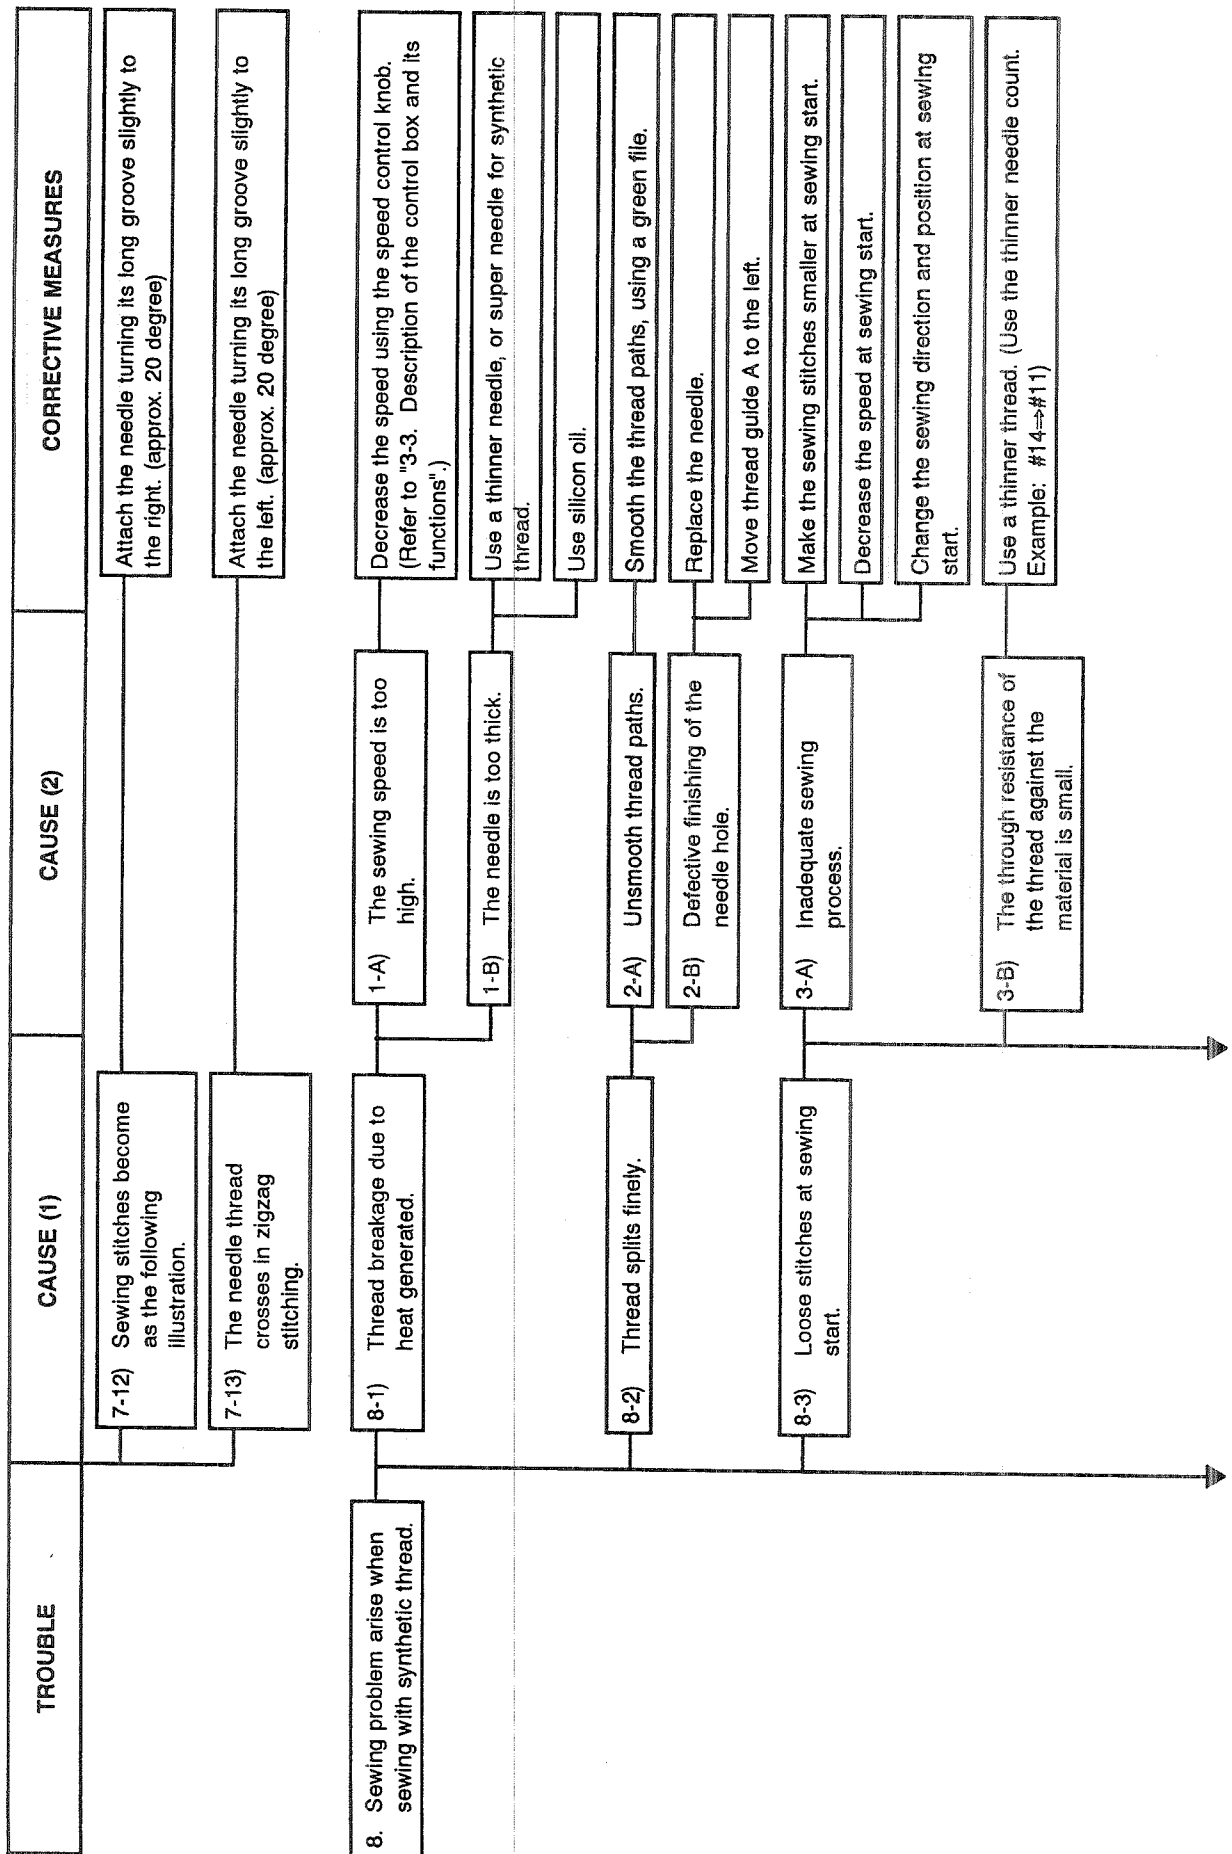 TROUBLE
CAUSE (1)
CAUSE (2)
CORRECTIVE MEASURES
7-12) Sewing stitches become
as the following
illustration.
Attach the needle turning its long groove slightly to
the right. (approx. 20 degree)
7-13) The needle thread
crosses in zigzag
stitching.
Attach the needle turning its long groove slightly to
the left. (approx. 20 degree)
8. Sewing problem arise when
sewing with synthetic thread.
8-1) Thread breakage due to
heat generated.
1-A) The sewing speed is too
high.
Decrease the speed using the speed control knob.
(Refer to "3-3. Description of the control box and its
functions".)
1-B) The needle is too thick.
Use a thinner needle, or super needle for synthetic
thread.
Use silicon oil.
8-2) Thread splits finely.
2-A) Unsmooth thread paths.
Smooth the thread paths, using a green file.
2-B) Defective finishing of the
needle hole.
Replace the needle.
Move thread guide A to the left.
8-3) Loose stitches at sewing
start.
3-A) Inadequate sewing
process.
Make the sewing stitches smaller at sewing start.
Decrease the speed at sewing start.
Change the sewing direction and position at sewing
start.
3-B) The through resistance of
the thread against the
material is small.
Use a thinner thread. (Use the thinner needle count.
Example: #14⇒#11)